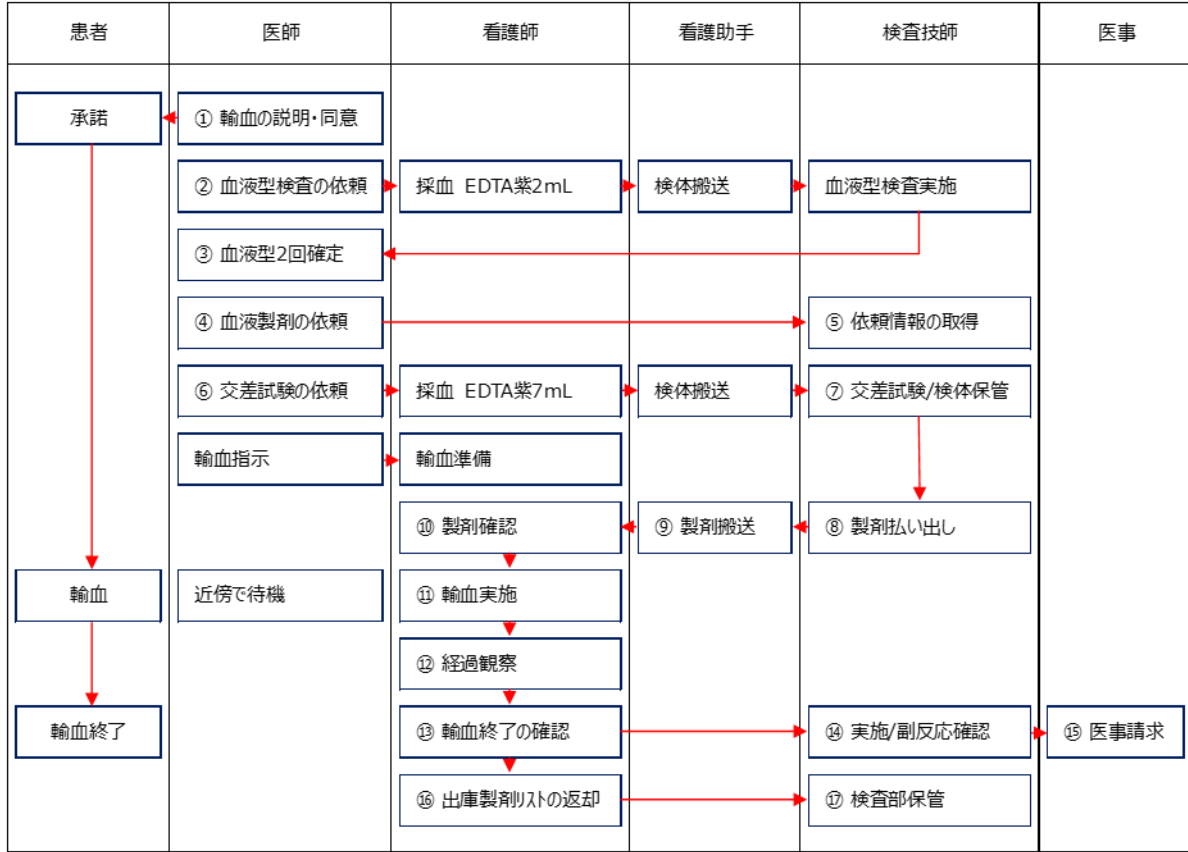 患者 医師 看護師 看護助手 検査技師 医事
承諾 ① 輸血の説明・同意
② 血液型検査の依頼 採血 EDTA紫2mL 検体搬送 血液型検査実施
③ 血液型2回確定
④ 血液製剤の依頼 ⑤ 依頼情報の取得
⑥ 交差試験の依頼 採血 EDTA紫7mL 検体搬送 ⑦ 交差試験/検体保管
輸血指示 輸血準備
⑩ 製剤確認 ⑨ 製剤搬送 ⑧ 製剤払い出し
輸血 近傍で待機 ⑪ 輸血実施
⑫ 経過観察
輸血終了 ⑬ 輸血終了の確認 ⑭ 実施/副反応確認 ⑮ 医事請求
⑯ 出庫製剤リストの返却 ⑰ 検査部保管